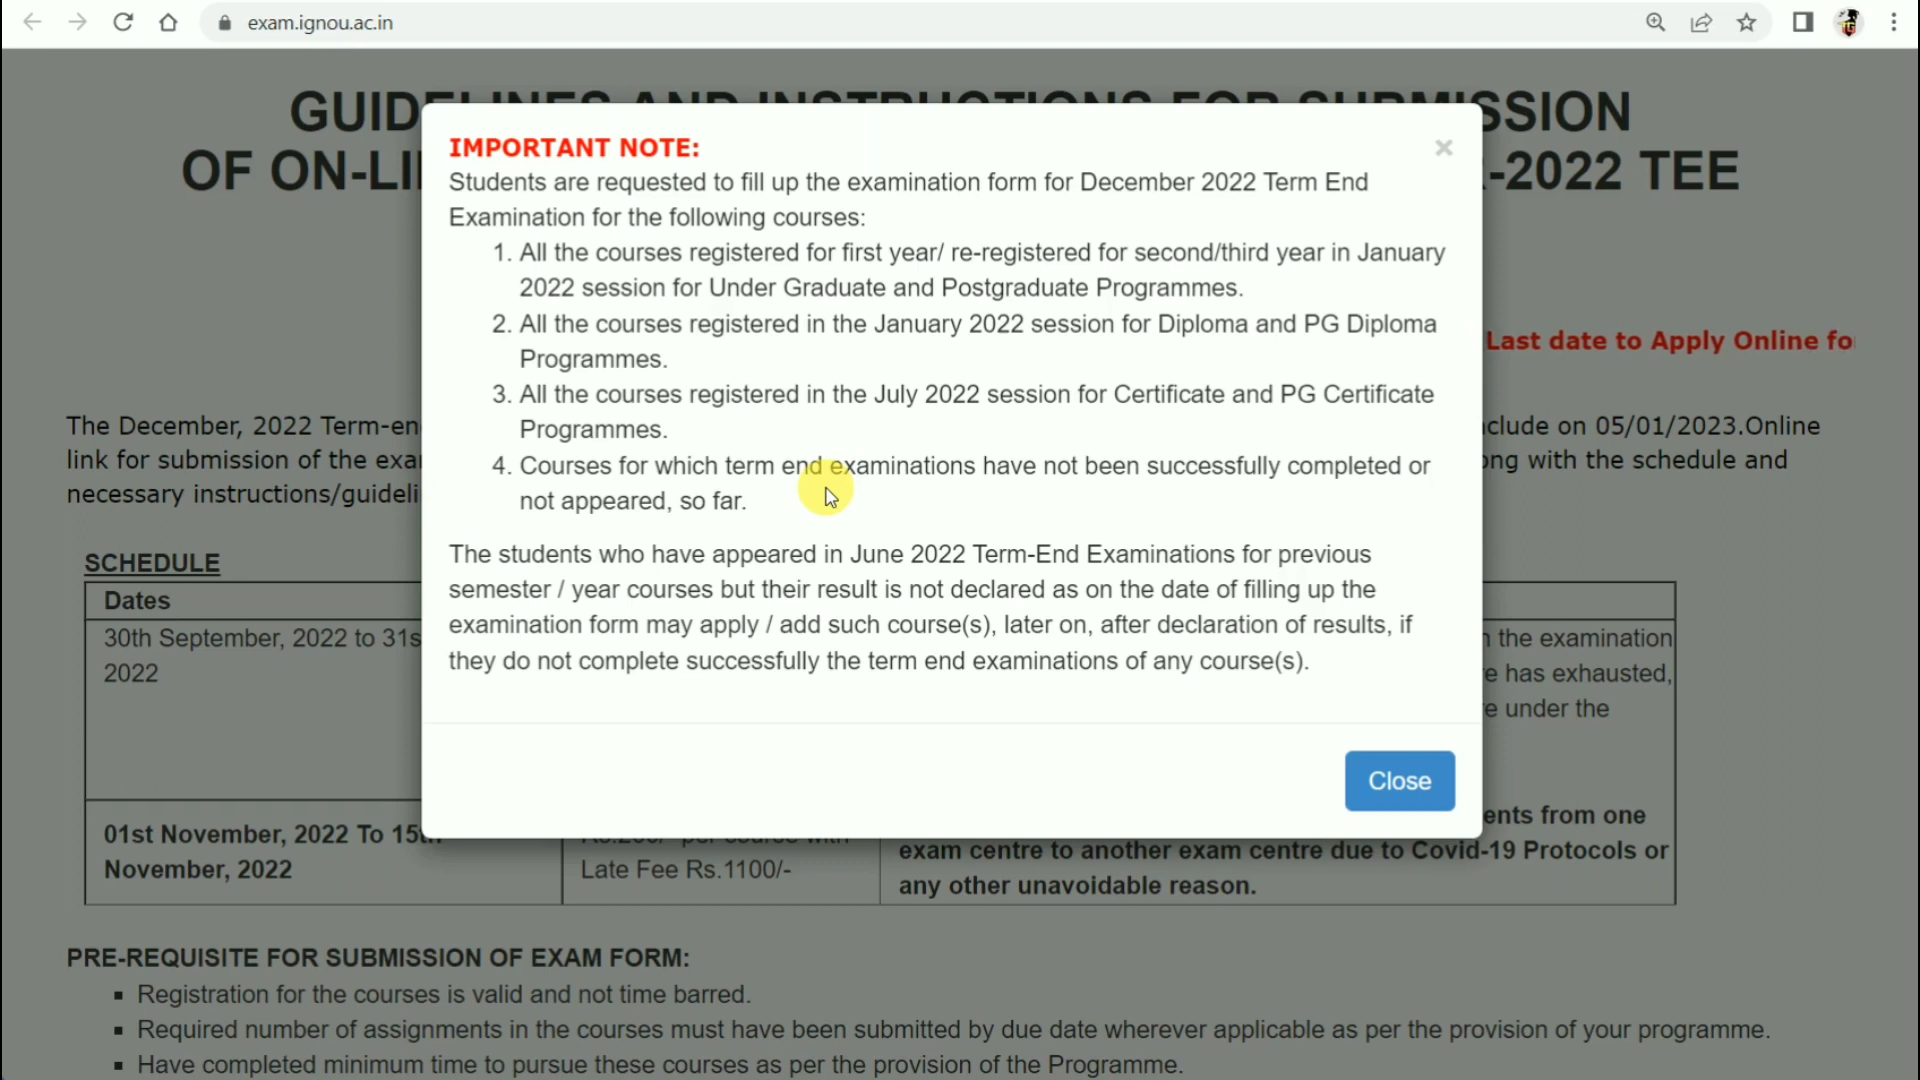 exam.ignou.ac.in
GUIDELINES AND INSTRUCTIONS FOR SUBMISSION
OF ON-LI -2022 TEE
IMPORTANT NOTE:
×
Students are requested to fill up the examination form for December 2022 Term End
Examination for the following courses:
1. All the courses registered for first year/ re-registered for second/third year in January
2022 session for Under Graduate and Postgraduate Programmes.
2. All the courses registered in the January 2022 session for Diploma and PG Diploma
Programmes.
3. All the courses registered in the July 2022 session for Certificate and PG Certificate
Programmes.
4. Courses for which term end examinations have not been successfully completed or
not appeared, so far.
The students who have appeared in June 2022 Term-End Examinations for previous
semester / year courses but their result is not declared as on the date of filling up the
examination form may apply / add such course(s), later on, after declaration of results, if
they do not complete successfully the term end examinations of any course(s).
Close
Last date to Apply Online fo
The December, 2022 Term-en clude on 05/01/2023.Online
link for submission of the exa ng with the schedule and
necessary instructions/guideli
SCHEDULE
Dates
30th September, 2022 to 31s
2022
the examination
e has exhausted,
e under the
01st November, 2022 To 15th
November, 2022
Rs.200/- per course with
Late Fee Rs.1100/-
ents from one
exam centre to another exam centre due to Covid-19 Protocols or
any other unavoidable reason.
PRE-REQUISITE FOR SUBMISSION OF EXAM FORM:
▪ Registration for the courses is valid and not time barred.
▪ Required number of assignments in the courses must have been submitted by due date wherever applicable as per the provision of your programme.
▪ Have completed minimum time to pursue these courses as per the provision of the Programme.